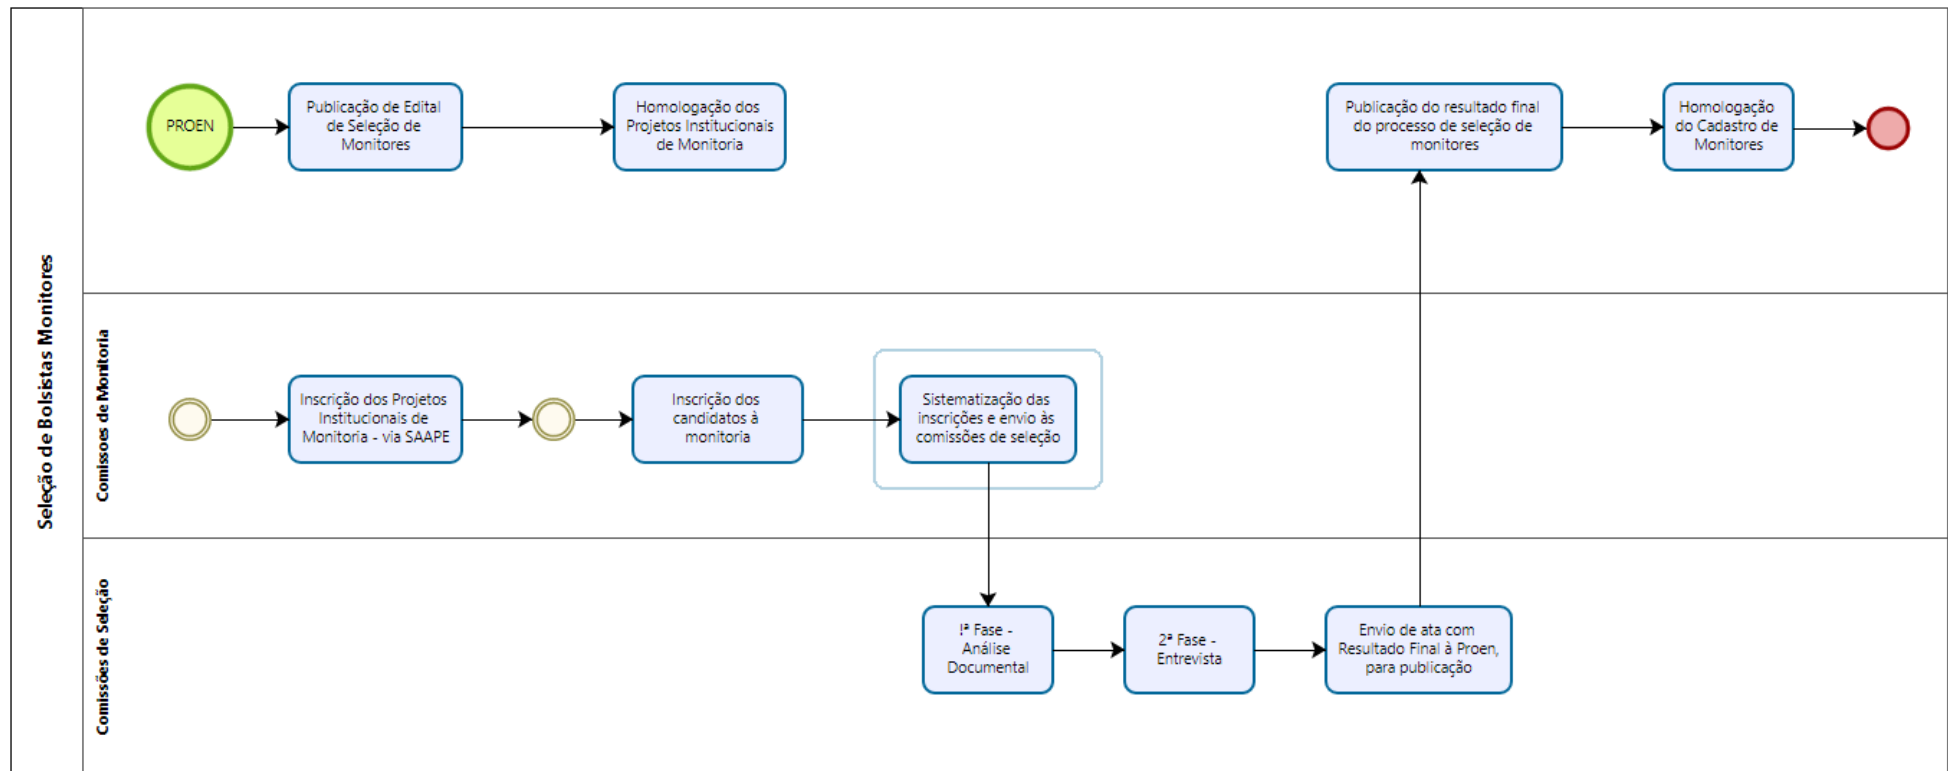 Seleção de Bolsistas Monitores
PROEN
Publicação de Edital
de Seleção de
Monitores
Homologação dos
Projetos Institucionais
de Monitoria
Publicação do resultado final
do processo de seleção de
monitores
Homologação
do Cadastro de
Monitores
Comissoes de Monitoria
Inscrição dos Projetos
Institucionais de
Monitoria - via SAAPE
Inscrição dos
candidatos à
monitoria
Sistematização das
inscrições e envio às
comissões de seleção
Comissões de Seleção
!ª Fase -
Análise
Documental
2ª Fase -
Entrevista
Envio de ata com
Resultado Final à Proen,
para publicação